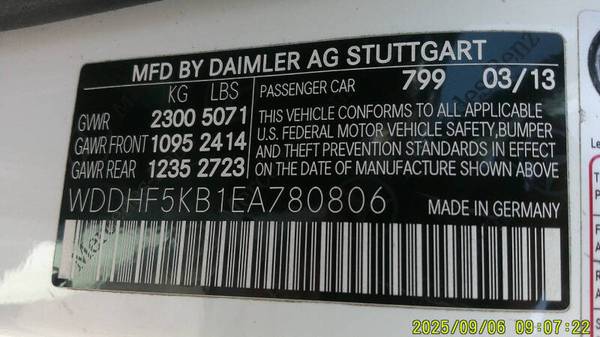 MFD BY DAIMLER AG STUTTGART
KG LBS PASSENGER CAR 799 03/13
GVWR 2300 5071
GAWR FRONT 1095 2414
GAWR REAR 1235 2723
THIS VEHICLE CONFORMS TO ALL APPLICABLE
U.S. FEDERAL MOTOR VEHICLE SAFETY, BUMPER
AND THEFT PREVENTION STANDARDS IN EFFECT
ON THE DATE OF MANUFACTURE SHOWN ABOVE
WDDHF5KB1EA780806 MADE IN GERMANY
2025/09/06 09:07:22